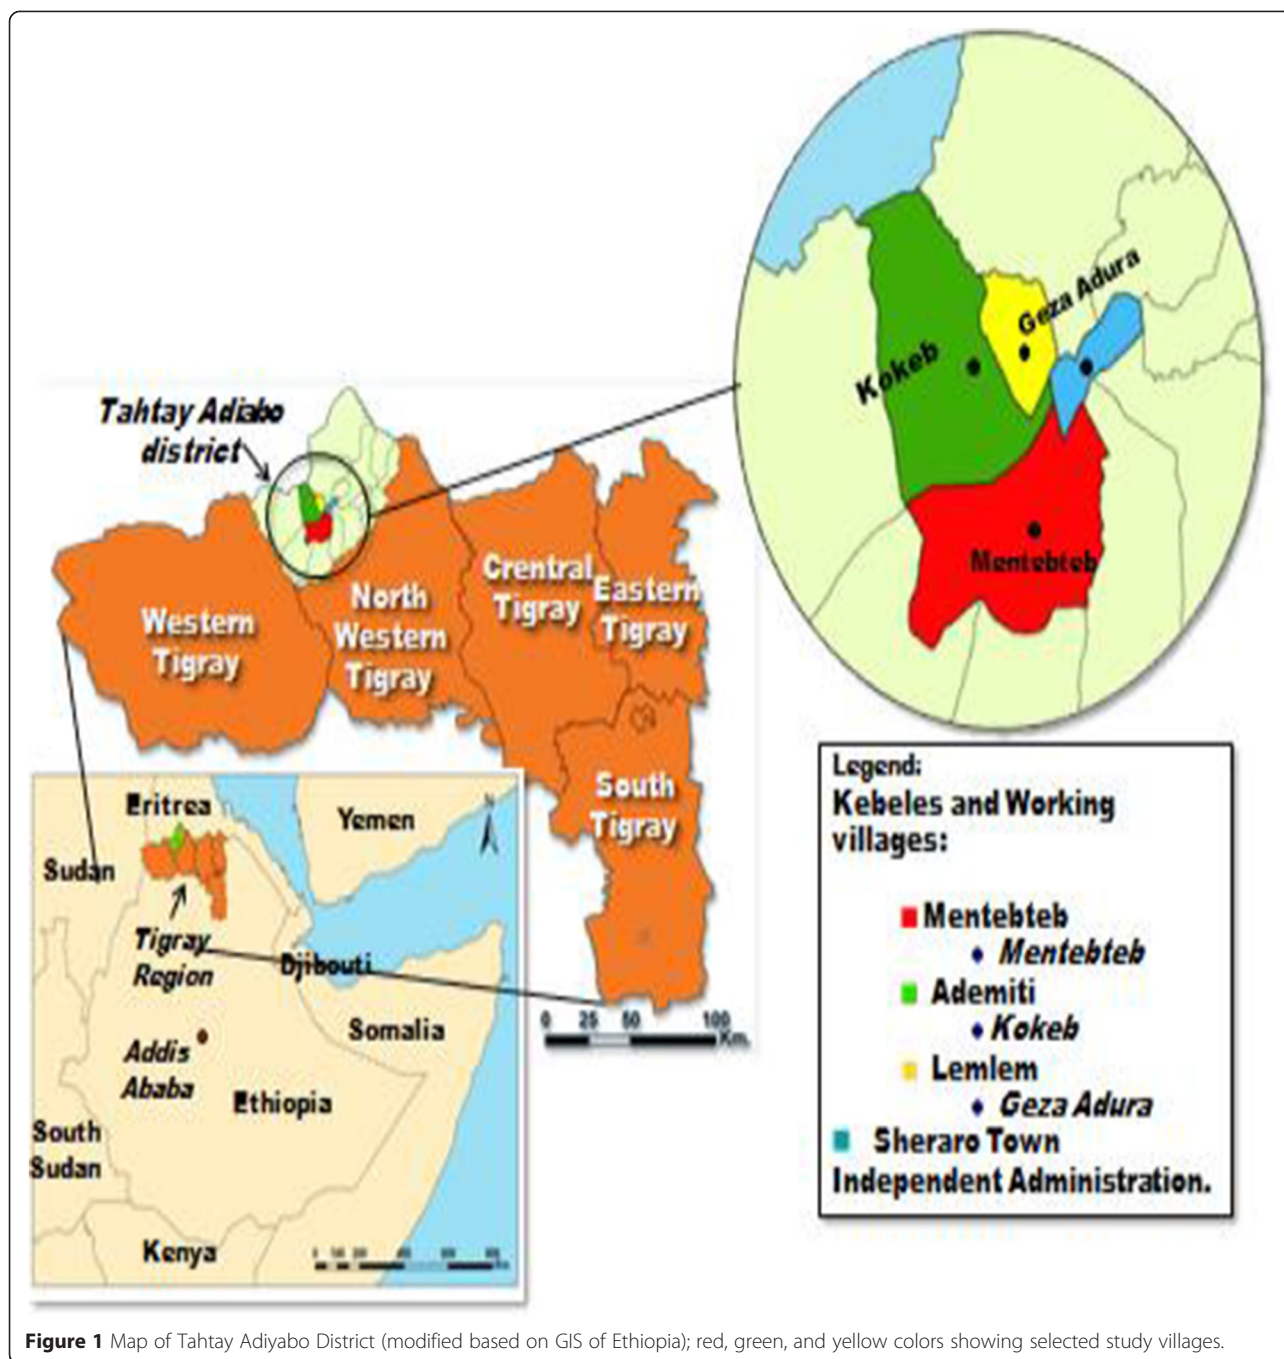 Kokeb
Geza Adura
Mentebteb
Tahtay Adiabo
district
Western
Tigray
North
Western
Tigray
Crentral
Tigray
Eastern
Tigray
South
Tigray
0 25 50 100
Km.
Eritrea
Yemen
N
Sudan
Tigray
Region
Djibouti
Somalia
Addis
Ababa
Ethiopia
South
Sudan
Kenya
Legend:
Kebeles and Working
villages:
Mentebteb
Mentebteb
Ademiti
Kokeb
Lemlem
Geza Adura
Sheraro Town
Independent Administration.
Figure 1 Map of Tahtay Adiyabo District (modified based on GIS of Ethiopia); red, green, and yellow colors showing selected study villages.